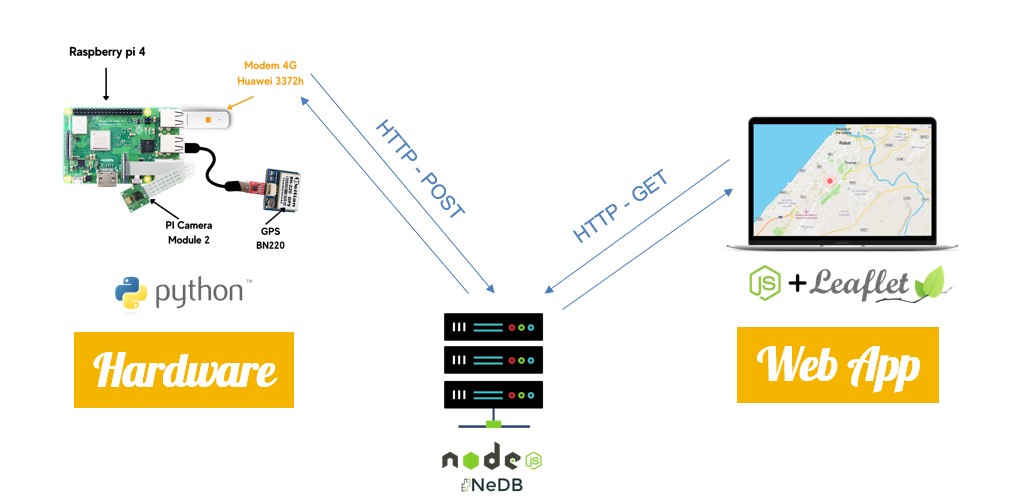 Raspberry pi 4
Modem 4G
Huawei 3372h
PI Camera
Module 2
GPS
BN220
python™
Hardware
HTTP - POST
HTTP - GET
node
JS
NeDB
Rabat
JS
+
Leaflet
Web App